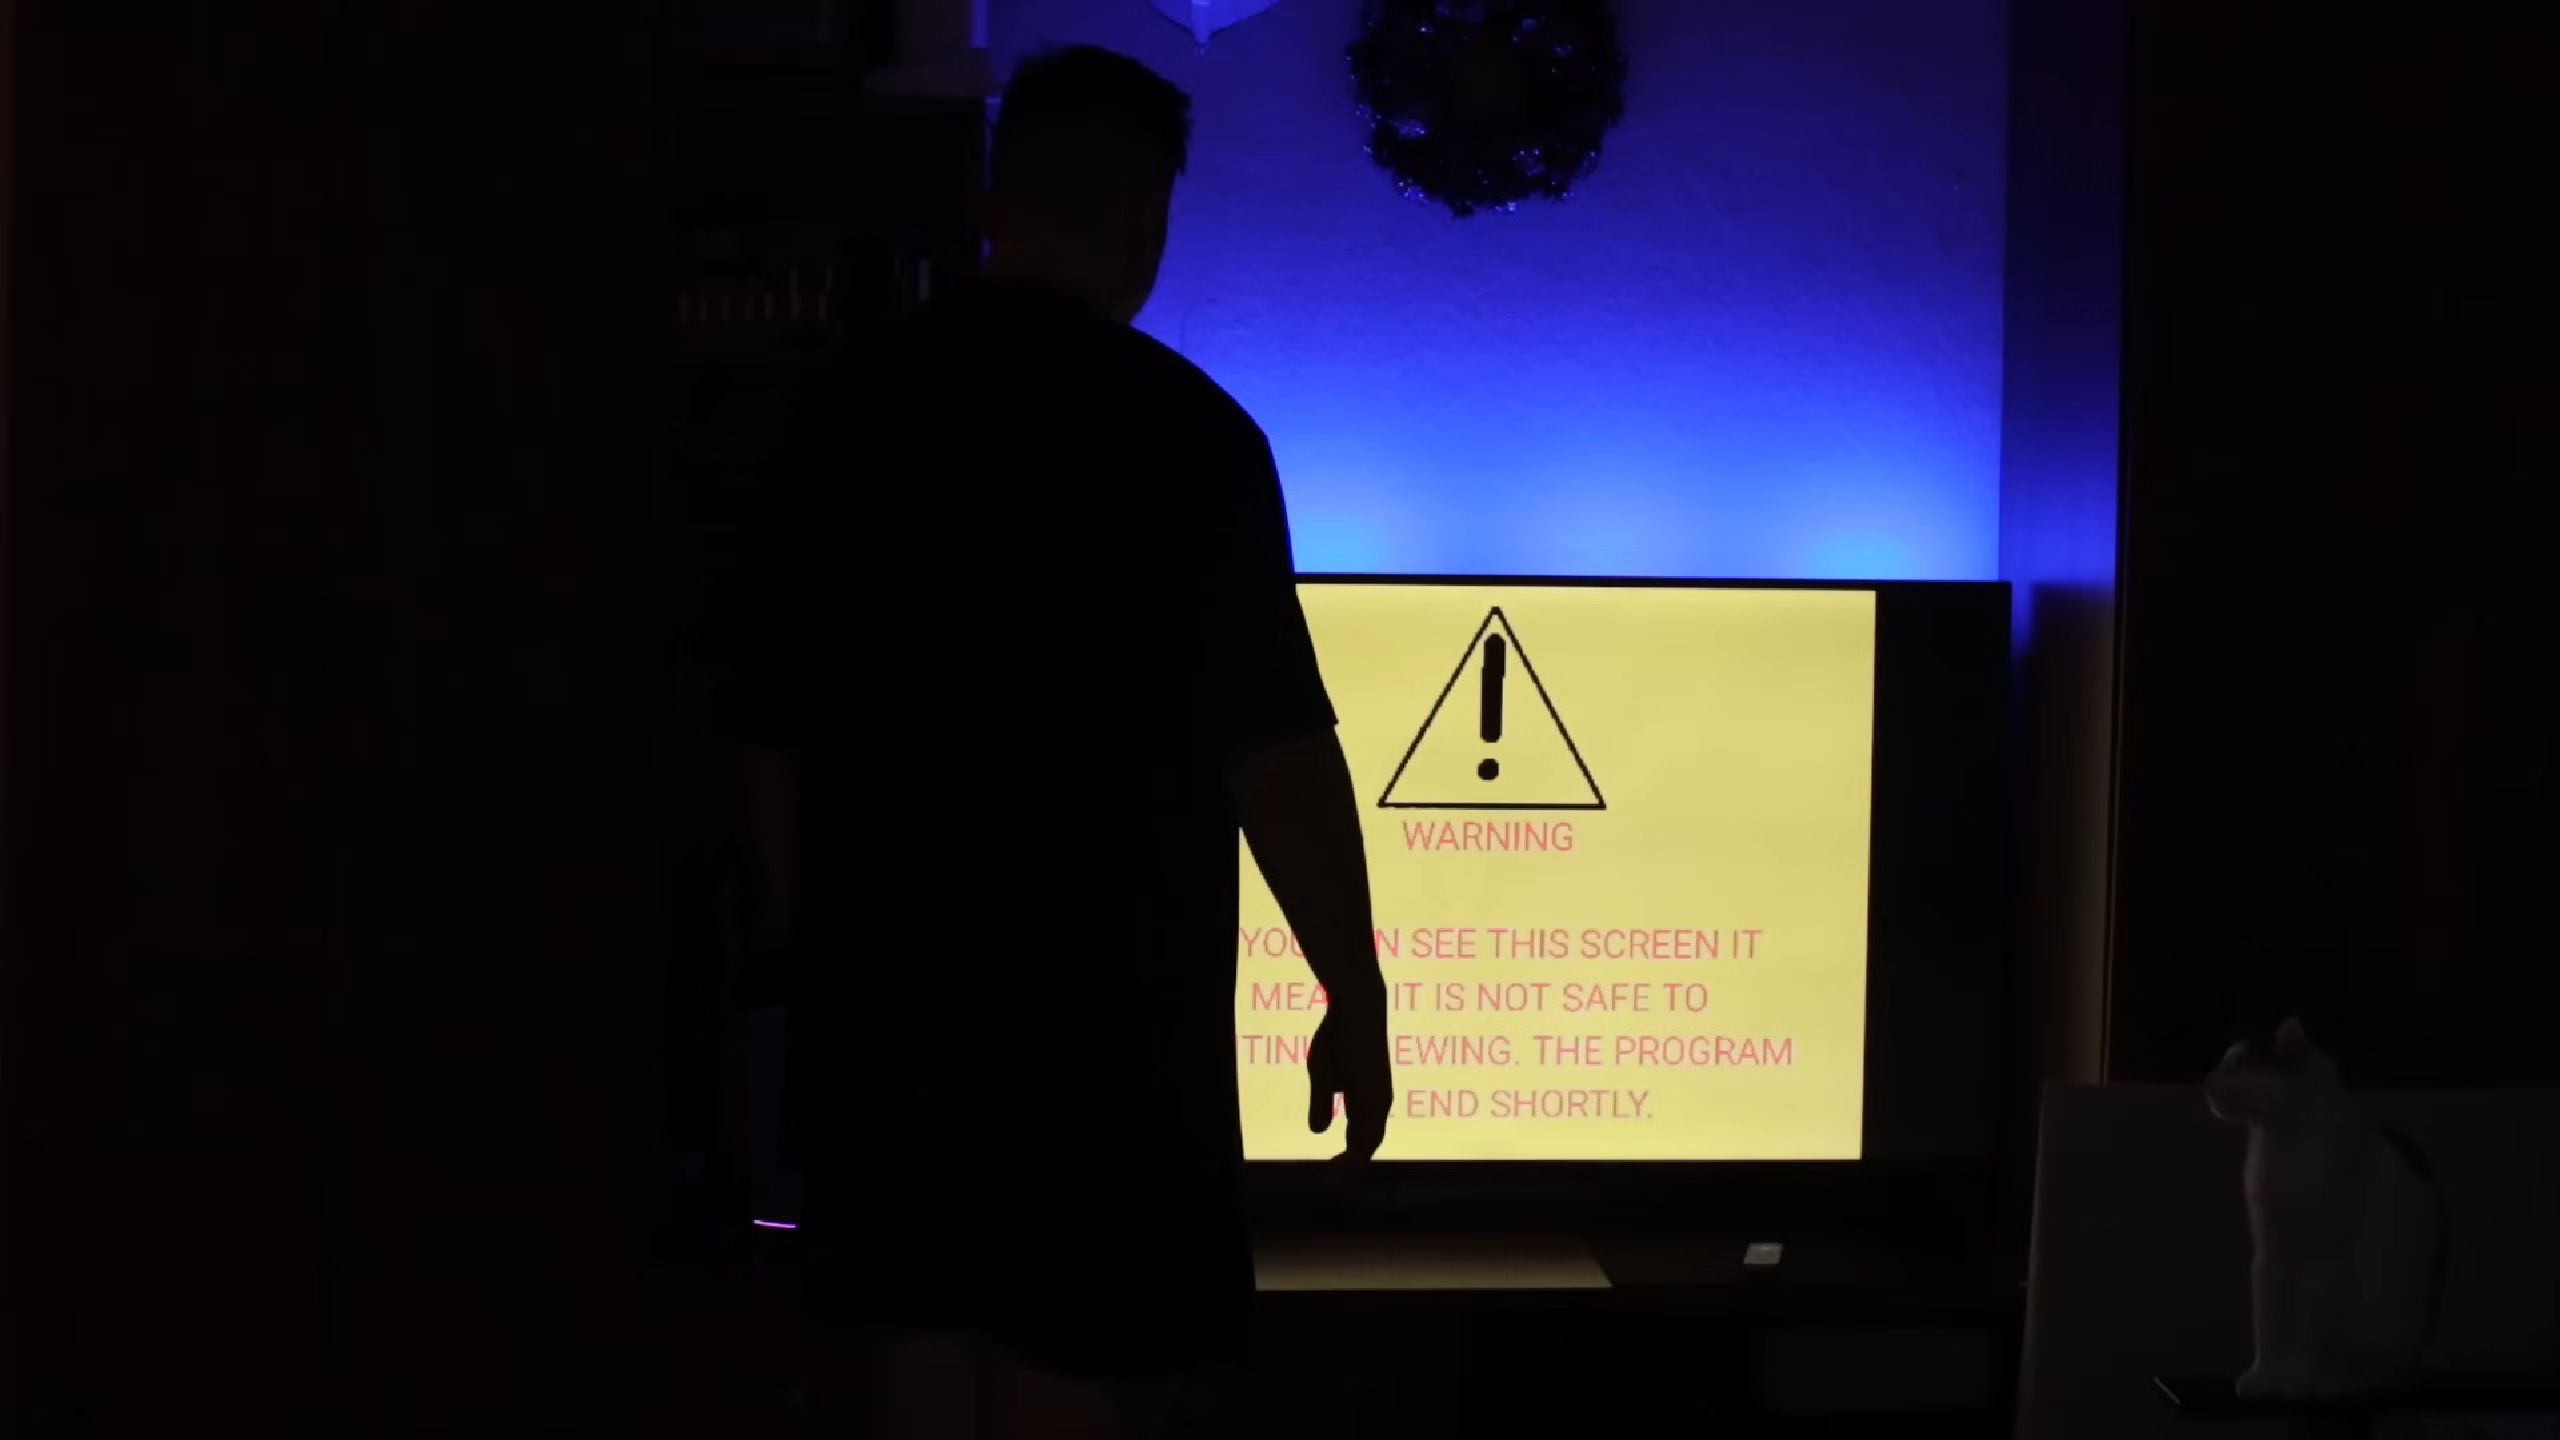 WARNING
YOU N SEE THIS SCREEN IT
MEA IT IS NOT SAFE TO
TIN EWING. THE PROGRAM
W END SHORTLY.